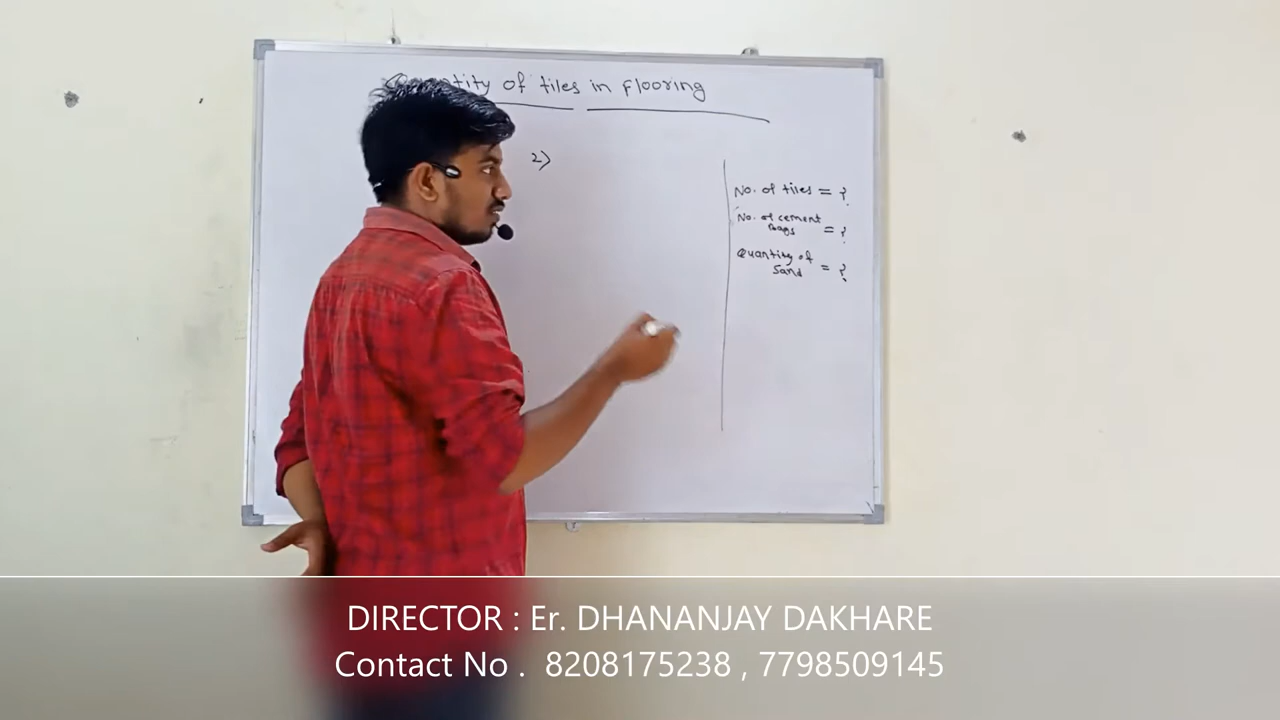 tity of tiles in flooring
2)
No. of tiles = ?
No. of cement
bags = ?
Quantity of
Sand = ?
DIRECTOR : Er. DHANANJAY DAKHARE
Contact No . 8208175238 , 7798509145